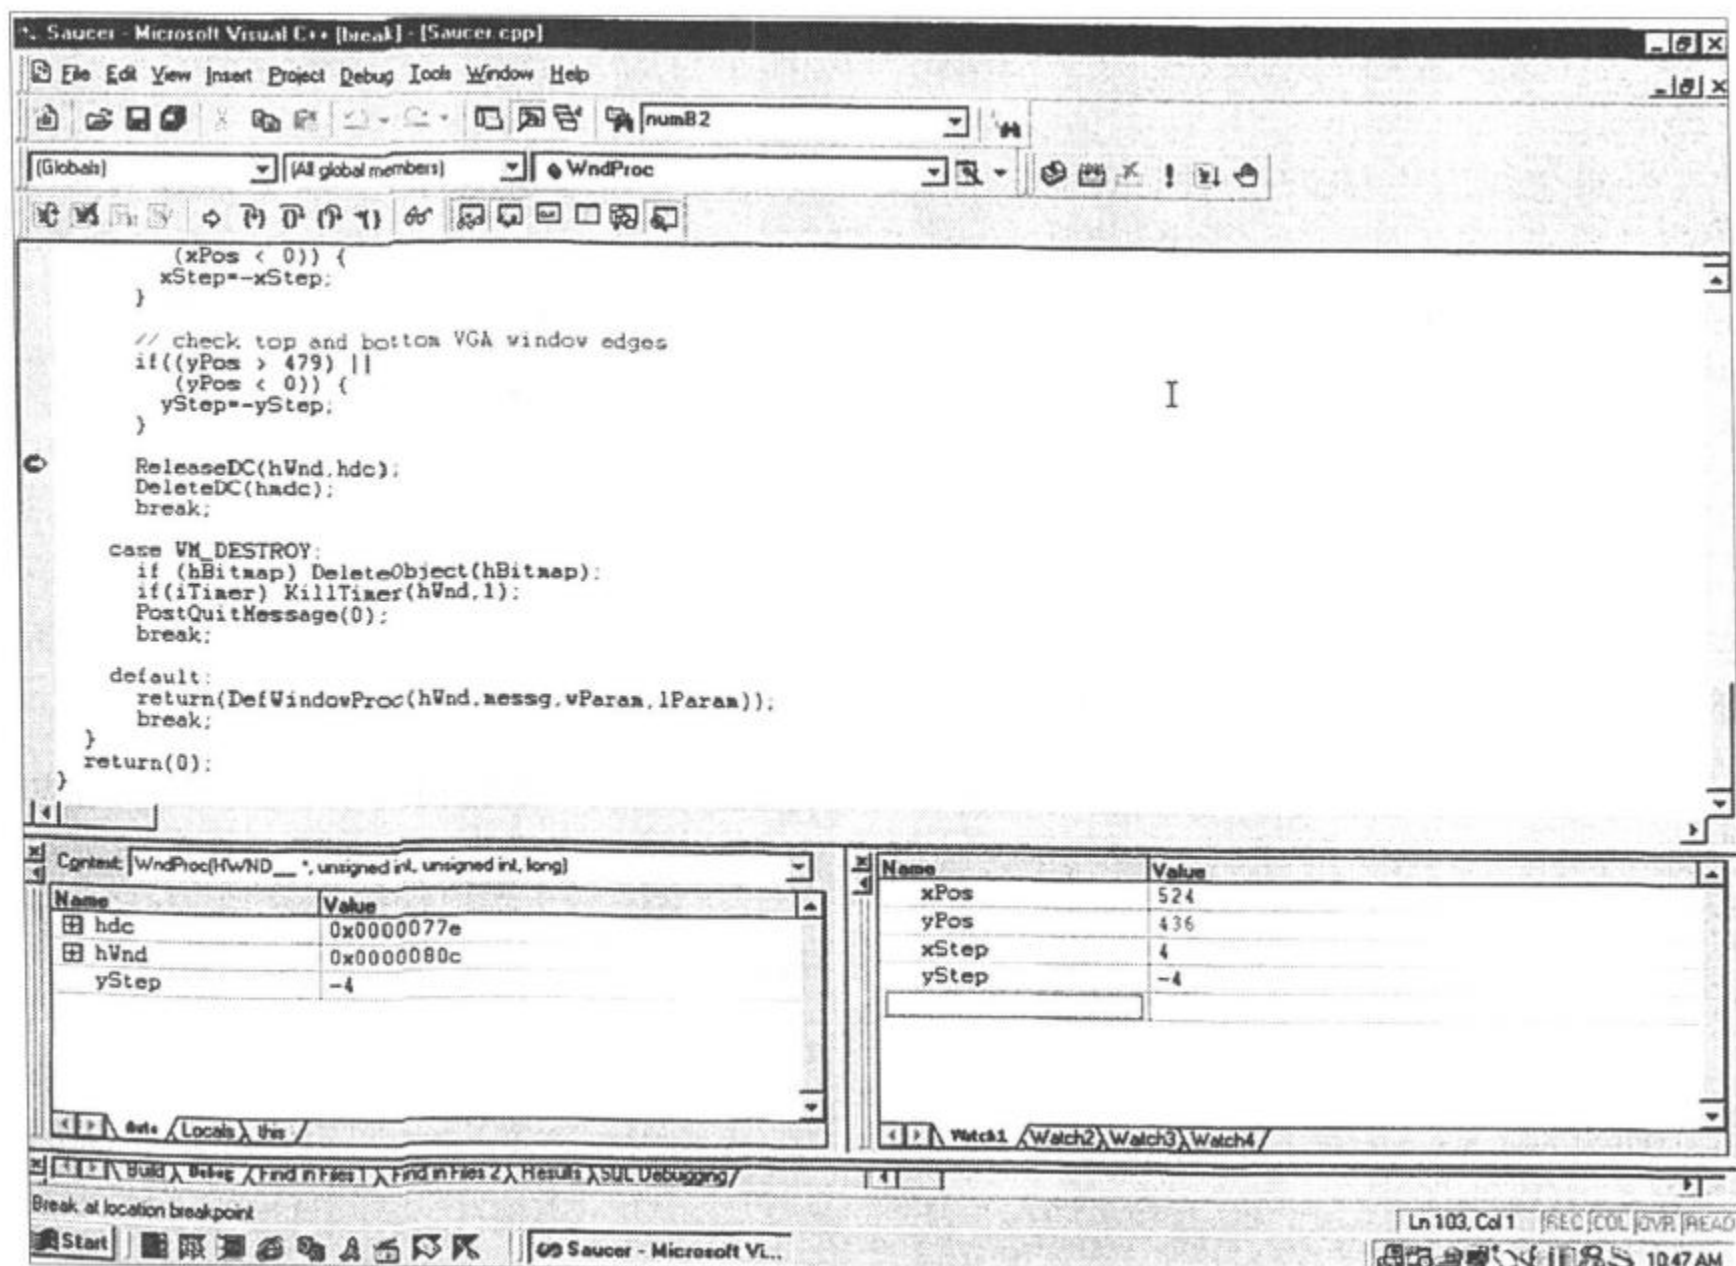 Saucer - Microsoft Visual C++ [break] - [Saucer.cpp]
File Edit View Insert Project Debug Tools Window Help
numB2
(Globals) (All global members) WndProc
(xPos < 0)) {
xStep=-xStep;
}
// check top and bottom VGA window edges
if((yPos > 479) ||
(yPos < 0)) {
yStep=-yStep;
}
ReleaseDC(hWnd,hdc);
DeleteDC(hmdc);
break;
case WM_DESTROY:
if (hBitmap) DeleteObject(hBitmap);
if(iTimer) KillTimer(hWnd,1);
PostQuitMessage(0);
break;
default:
return(DefWindowProc(hWnd,messg,wParam,lParam));
break;
}
return(0);
}
Context: WndProc(HWND__ *, unsigned int, unsigned int, long)
Name Value
hdc 0x0000077e
hWnd 0x0000080c
yStep -4
Auto Locals this
Name Value
xPos 524
yPos 436
xStep 4
yStep -4
Watch1 Watch2 Watch3 Watch4
Build Debug Find in Files 1 Find in Files 2 Results SQL Debugging
Break at location breakpoint
Ln 103, Col 1 REC COL OVR READ
Start Saucer - Microsoft Vi... 10:47 AM